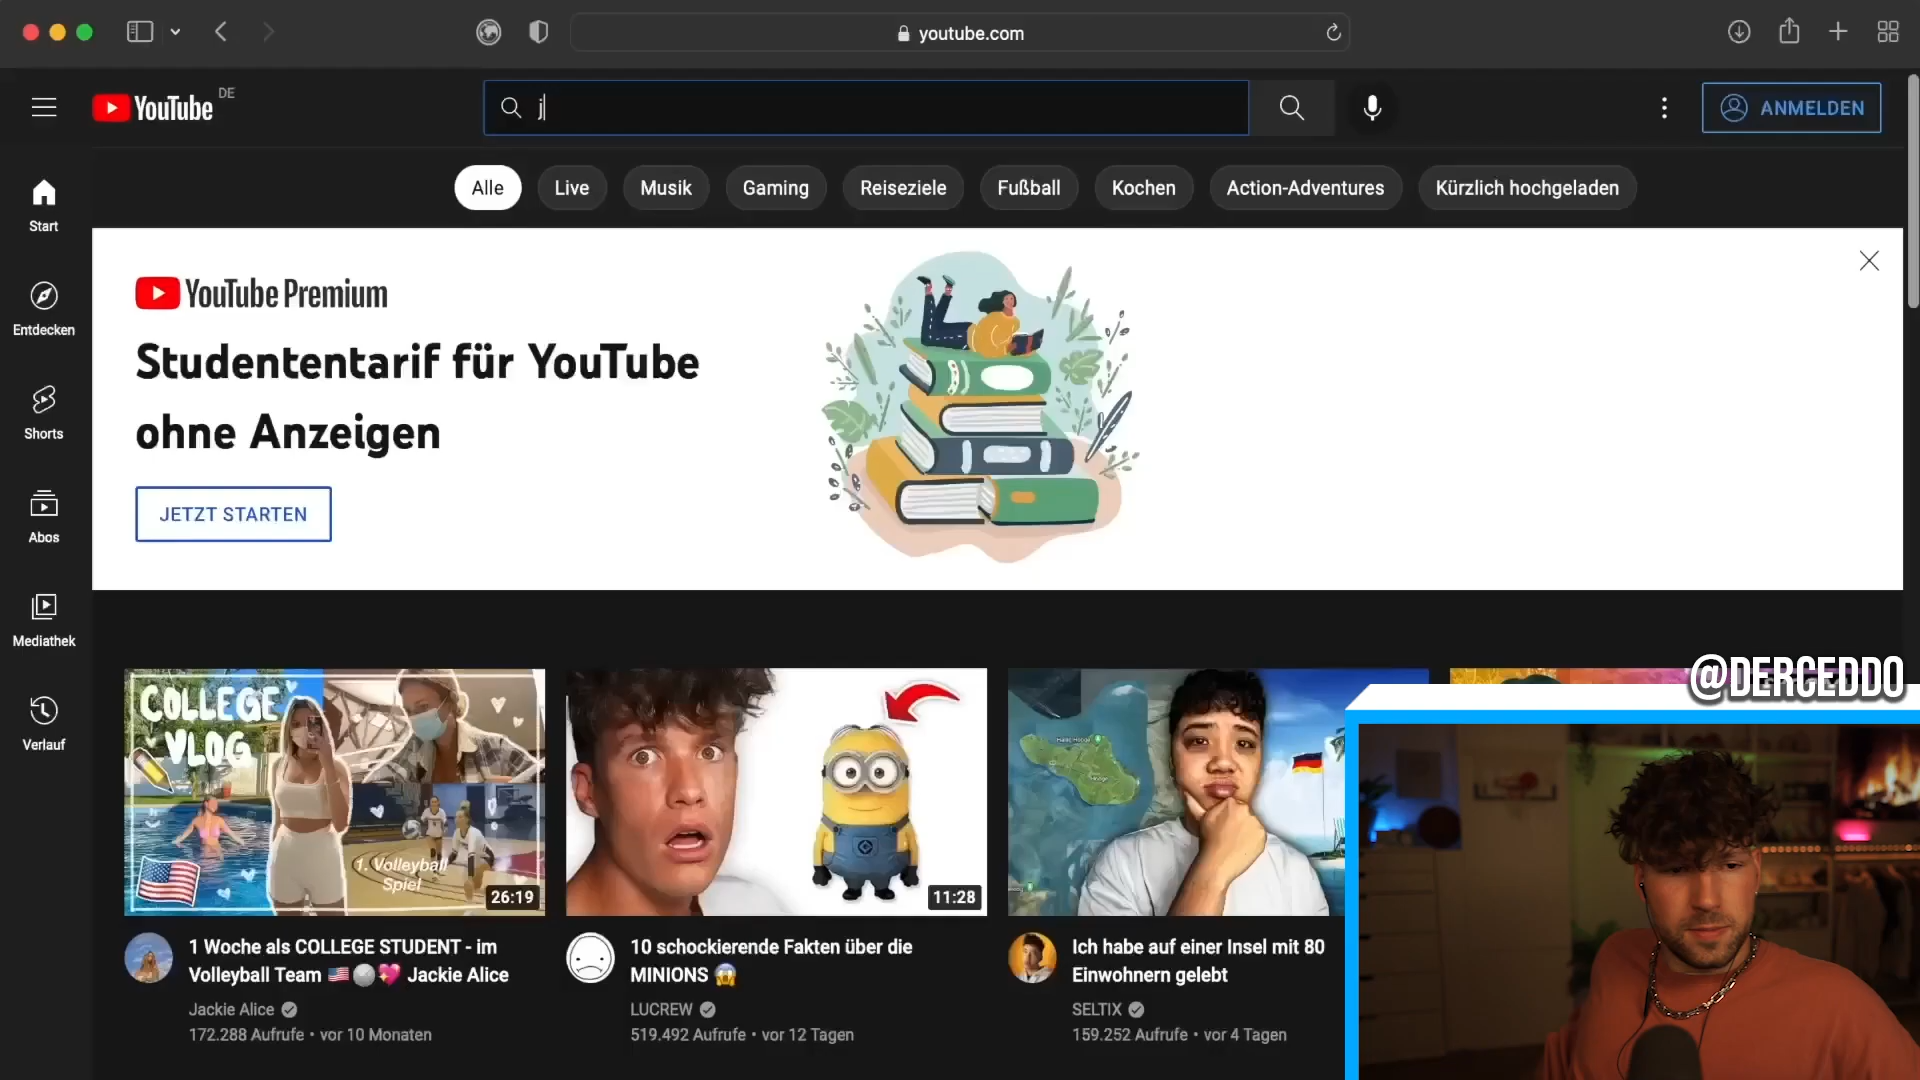 youtube.com
YouTube DE
j
ANMELDEN
Alle
Live
Musik
Gaming
Reiseziele
Fußball
Kochen
Action-Adventures
Kürzlich hochgeladen
Start
Entdecken
Shorts
Abos
Mediathek
Verlauf
YouTube Premium
Studententarif für YouTube
ohne Anzeigen
JETZT STARTEN
@DERCEDDO
COLLEGE
VLOG
1. Volleyball
Spiel
26:19
11:28
1 Woche als COLLEGE STUDENT - im
Volleyball Team 🇺🇸🏐💖 Jackie Alice
Jackie Alice
172.288 Aufrufe • vor 10 Monaten
10 schockierende Fakten über die
MINIONS 😱
LUCREW
519.492 Aufrufe • vor 12 Tagen
Ich habe auf einer Insel mit 80
Einwohnern gelebt
SELTIX
159.252 Aufrufe • vor 4 Tagen